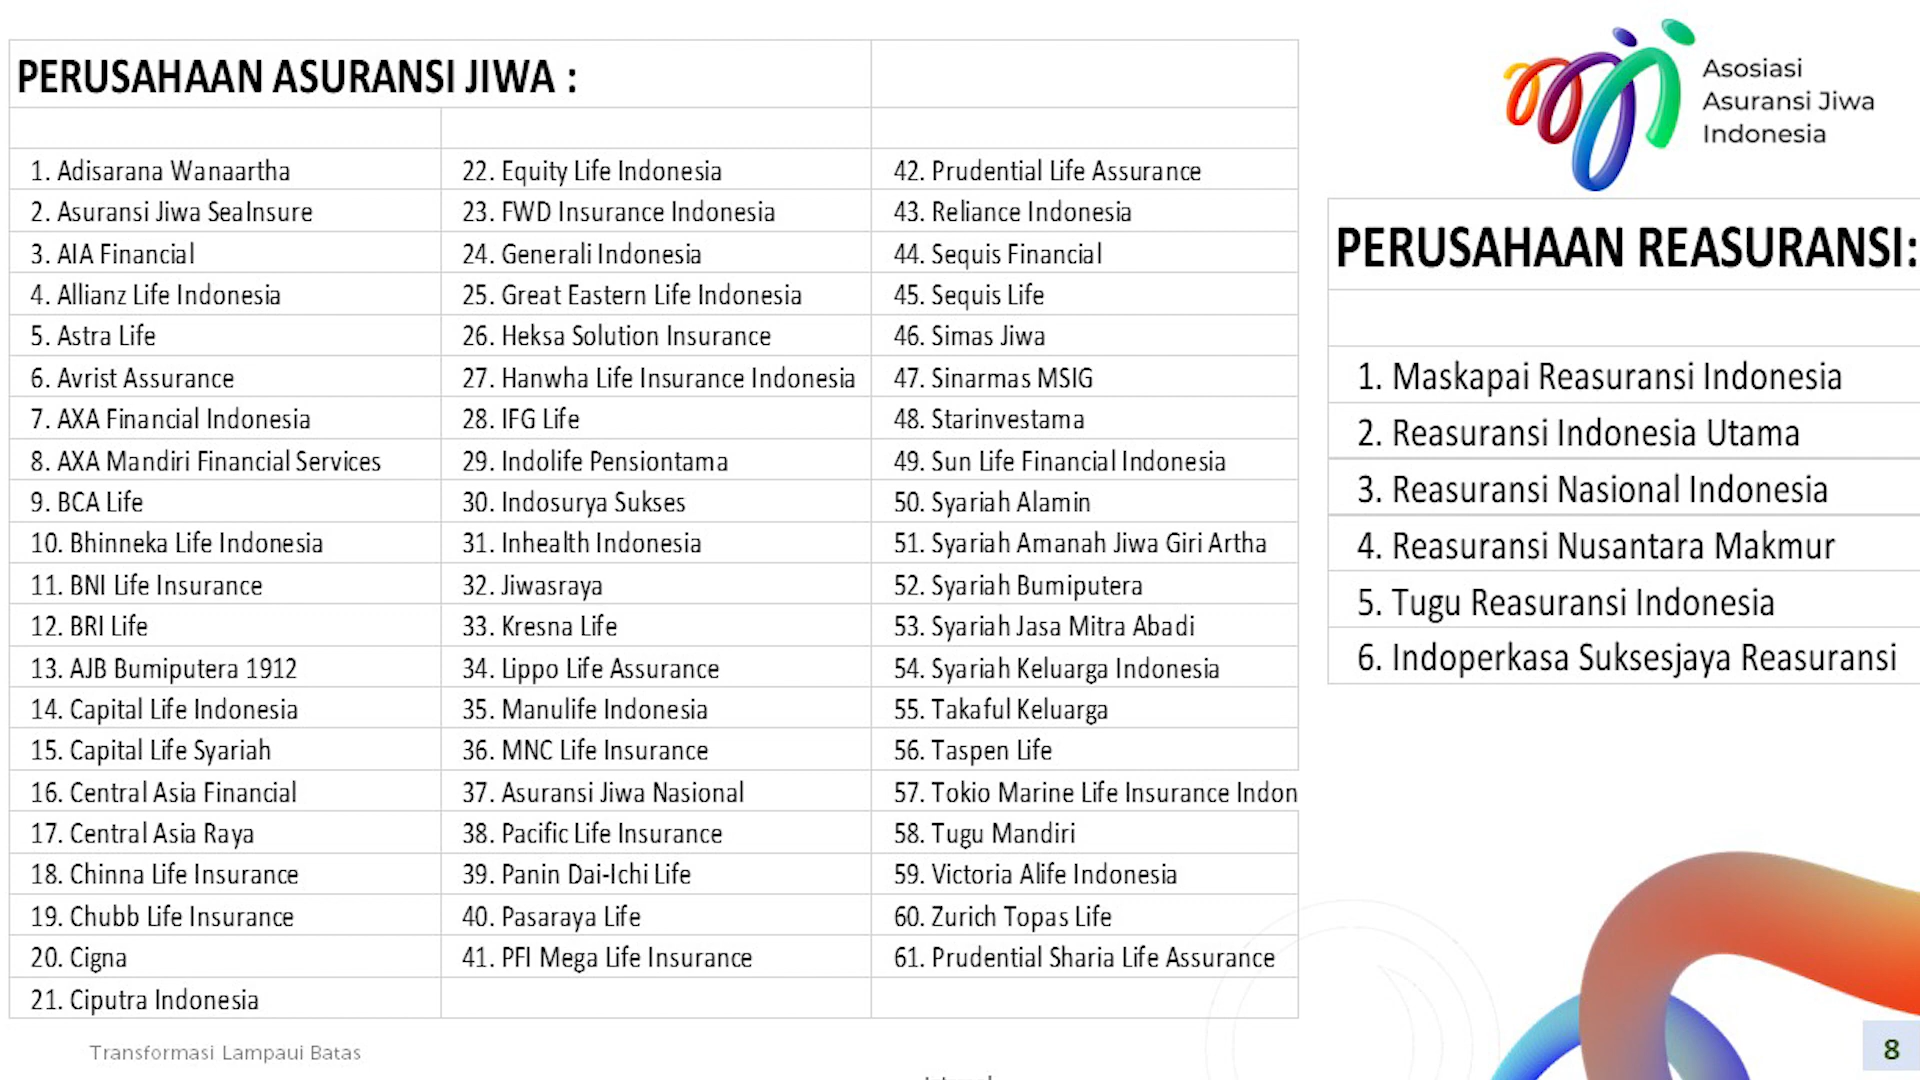 PERUSAHAAN ASURANSI JIWA :
1. Adisarana Wanaartha
2. Asuransi Jiwa SeaInsure
3. AIA Financial
4. Allianz Life Indonesia
5. Astra Life
6. Avrist Assurance
7. AXA Financial Indonesia
8. AXA Mandiri Financial Services
9. BCA Life
10. Bhinneka Life Indonesia
11. BNI Life Insurance
12. BRI Life
13. AJB Bumiputera 1912
14. Capital Life Indonesia
15. Capital Life Syariah
16. Central Asia Financial
17. Central Asia Raya
18. Chinna Life Insurance
19. Chubb Life Insurance
20. Cigna
21. Ciputra Indonesia
22. Equity Life Indonesia
23. FWD Insurance Indonesia
24. Generali Indonesia
25. Great Eastern Life Indonesia
26. Heksa Solution Insurance
27. Hanwha Life Insurance Indonesia
28. IFG Life
29. Indolife Pensiontama
30. Indosurya Sukses
31. Inhealth Indonesia
32. Jiwasraya
33. Kresna Life
34. Lippo Life Assurance
35. Manulife Indonesia
36. MNC Life Insurance
37. Asuransi Jiwa Nasional
38. Pacific Life Insurance
39. Panin Dai-Ichi Life
40. Pasaraya Life
41. PFI Mega Life Insurance
42. Prudential Life Assurance
43. Reliance Indonesia
44. Sequis Financial
45. Sequis Life
46. Simas Jiwa
47. Sinarmas MSIG
48. Starinvestama
49. Sun Life Financial Indonesia
50. Syariah Alamin
51. Syariah Amanah Jiwa Giri Artha
52. Syariah Bumiputera
53. Syariah Jasa Mitra Abadi
54. Syariah Keluarga Indonesia
55. Takaful Keluarga
56. Taspen Life
57. Tokio Marine Life Insurance Indon
58. Tugu Mandiri
59. Victoria Alife Indonesia
60. Zurich Topas Life
61. Prudential Sharia Life Assurance
Asosiasi
Asuransi Jiwa
Indonesia
PERUSAHAAN REASURANSI:
1. Maskapai Reasuransi Indonesia
2. Reasuransi Indonesia Utama
3. Reasuransi Nasional Indonesia
4. Reasuransi Nusantara Makmur
5. Tugu Reasuransi Indonesia
6. Indoperkasa Suksesjaya Reasuransi
Transformasi Lampaui Batas
8